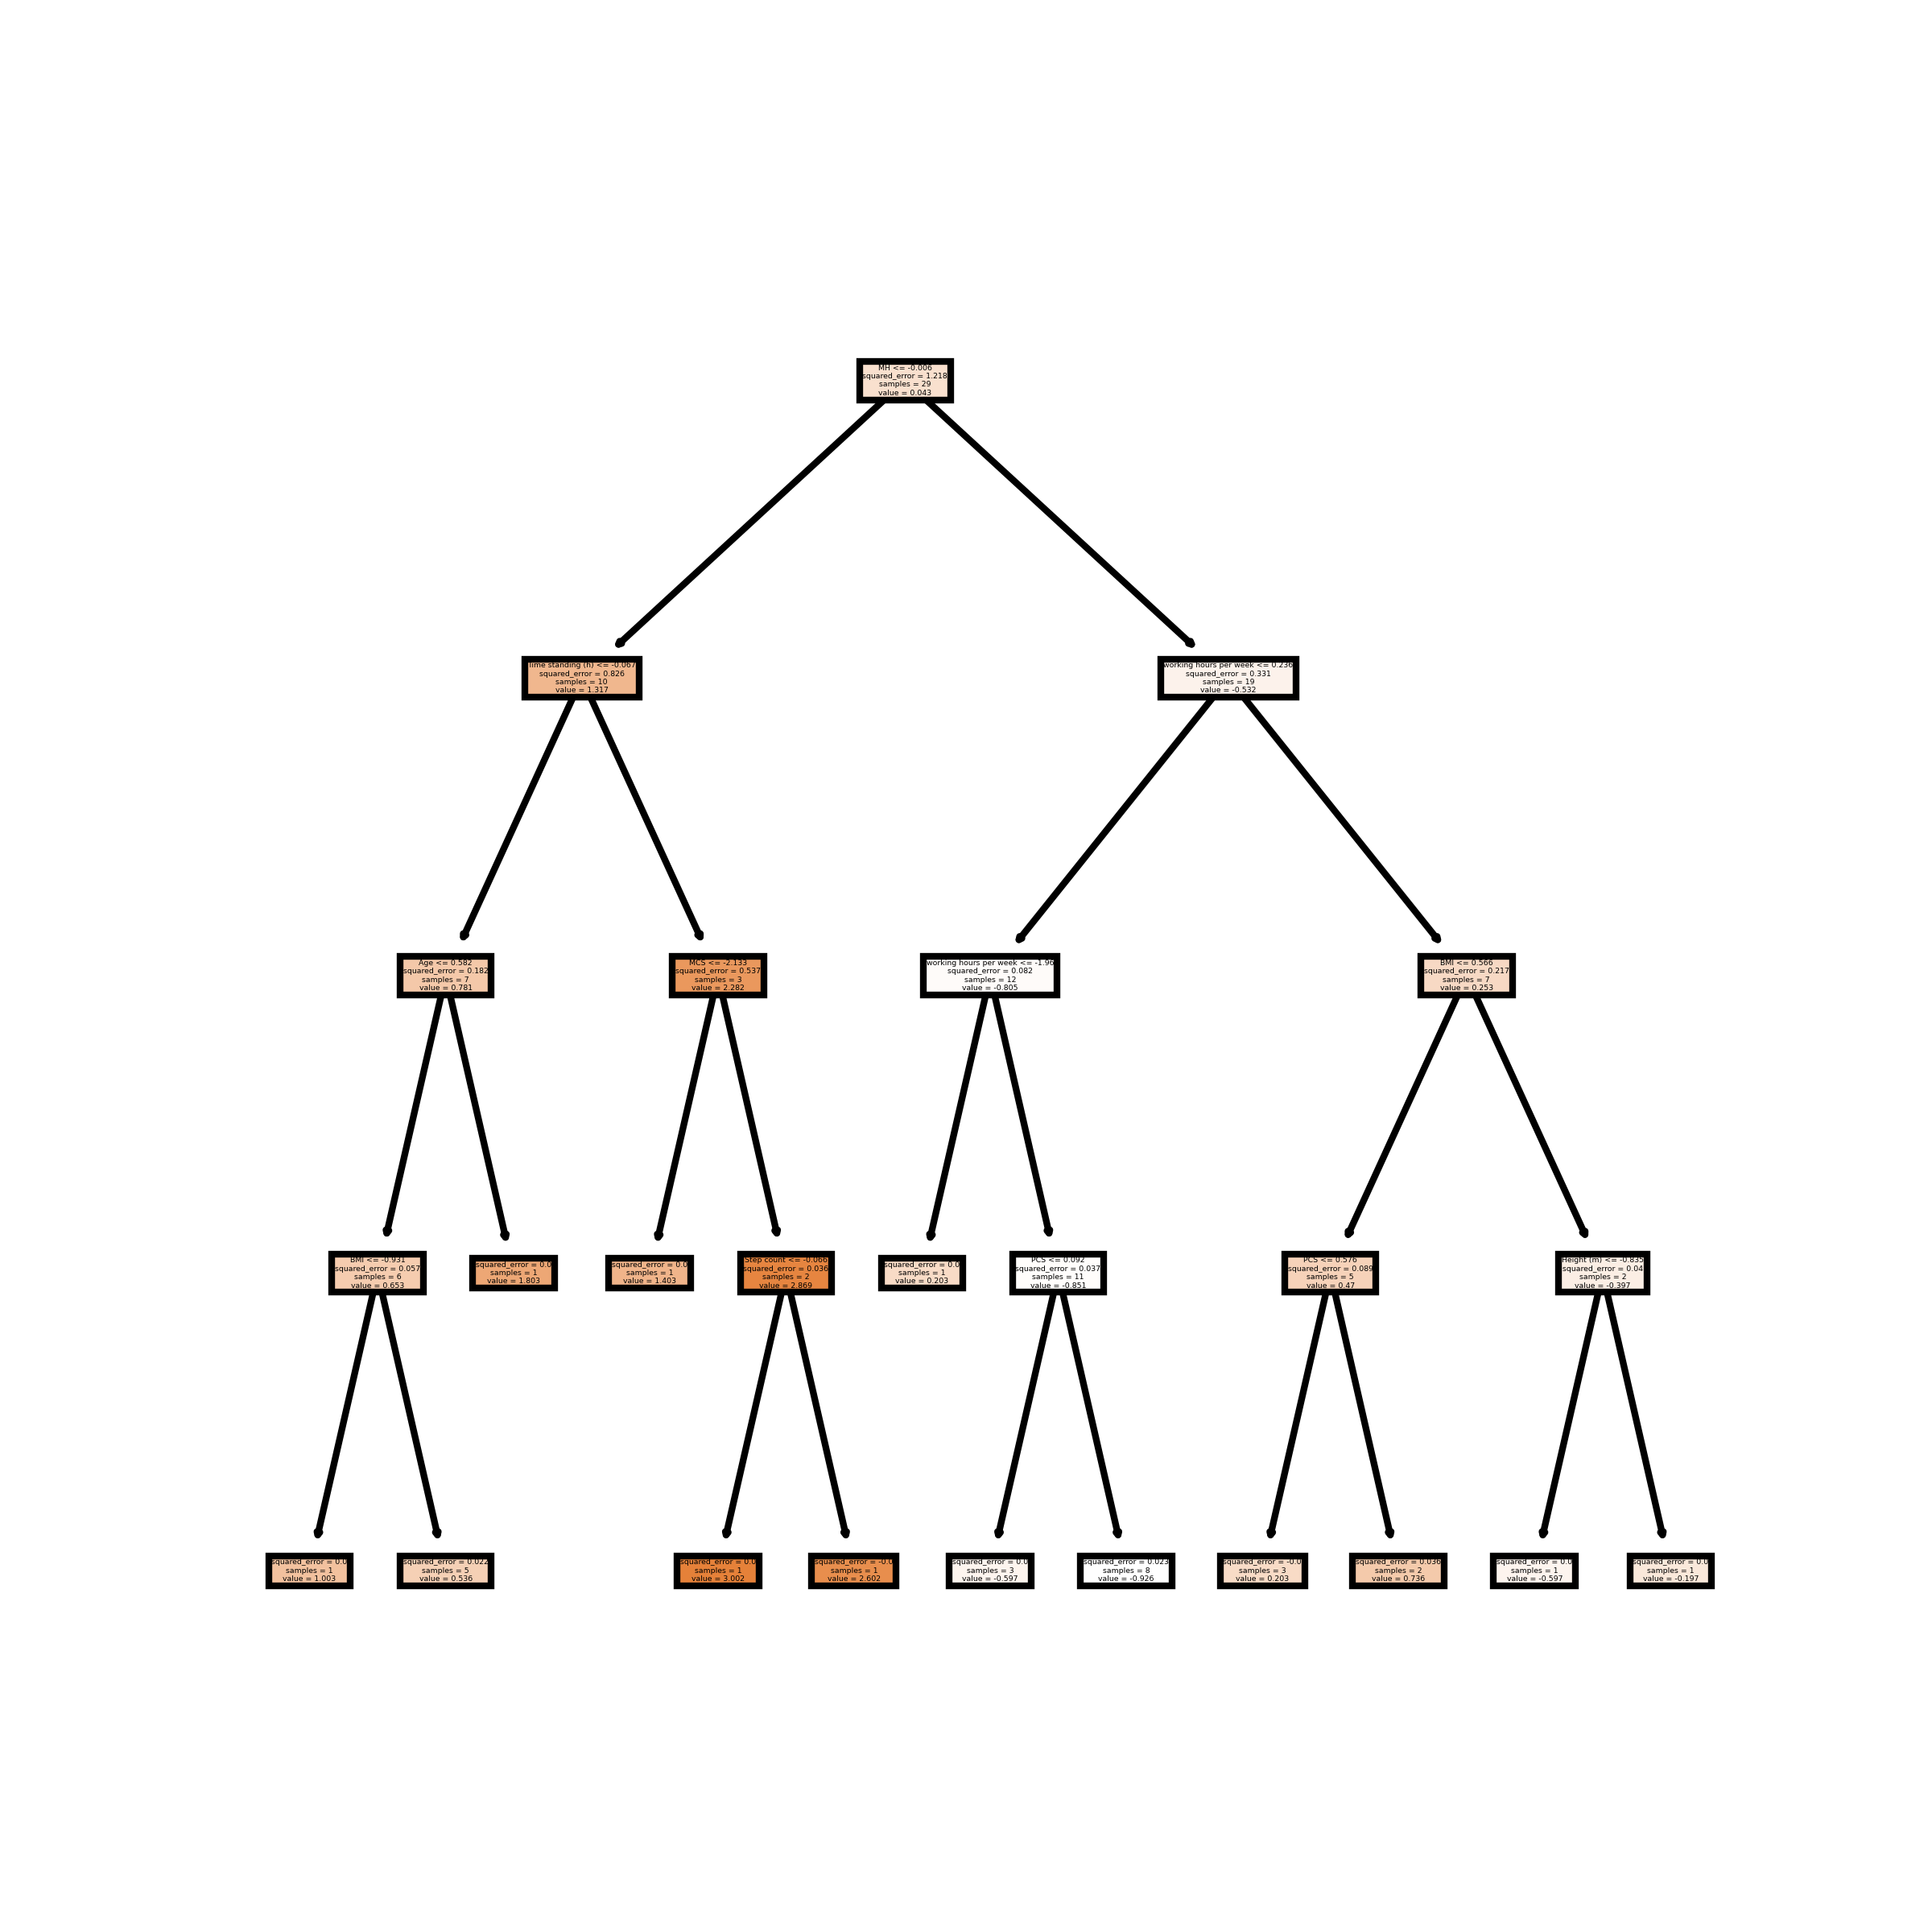 MH <= -0.006
squared_error = 1.218
samples = 29
value = 0.043
Time standing (h) <= -0.067
squared_error = 0.826
samples = 10
value = 1.317
working hours per week <= 0.236
squared_error = 0.331
samples = 19
value = -0.532
Age <= 0.582
squared_error = 0.182
samples = 7
value = 0.781
MCS <= -2.133
squared_error = 0.537
samples = 3
value = 2.282
working hours per week <= -1.96
squared_error = 0.082
samples = 12
value = -0.805
BMI <= 0.566
squared_error = 0.217
samples = 7
value = 0.253
BMI <= -0.931
squared_error = 0.057
samples = 6
value = 0.653
squared_error = 0.0
samples = 1
value = 1.803
squared_error = 0.0
samples = 1
value = 1.403
Step count <= -0.066
squared_error = 0.036
samples = 2
value = 2.869
squared_error = 0.0
samples = 1
value = 0.203
PCS <= 0.092
squared_error = 0.037
samples = 11
value = -0.851
PCS <= 0.576
squared_error = 0.089
samples = 5
value = 0.47
Height (m) <= -0.835
squared_error = 0.04
samples = 2
value = -0.397
squared_error = 0.0
samples = 1
value = 1.003
squared_error = 0.022
samples = 5
value = 0.536
squared_error = 0.0
samples = 1
value = 3.002
squared_error = -0.0
samples = 1
value = 2.602
squared_error = 0.0
samples = 3
value = -0.597
squared_error = 0.023
samples = 8
value = -0.926
squared_error = -0.0
samples = 3
value = 0.203
squared_error = 0.036
samples = 2
value = 0.736
squared_error = 0.0
samples = 1
value = -0.597
squared_error = 0.0
samples = 1
value = -0.197